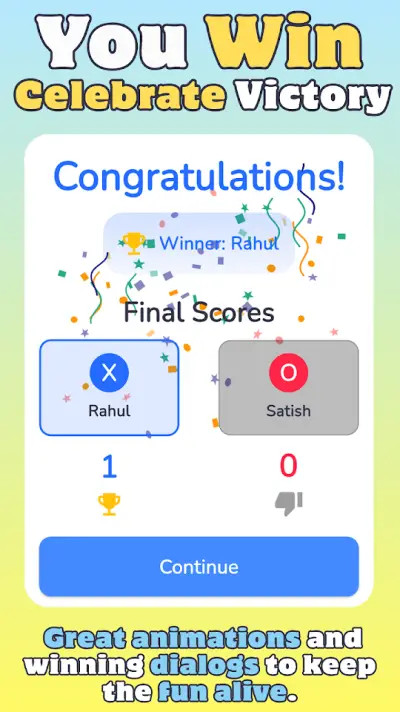 You Win
Celebrate Victory
Congratulations!
Winner: Rahul
Final Scores
X
O
Rahul
Satish
1
0
Continue
Great animations and
winning dialogs to keep
the fun alive.